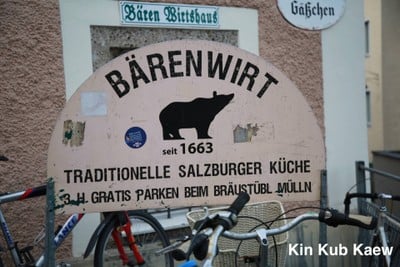 Bären Wirtshaus
Gäßchen
BÄRENWIRT
seit 1663
TRADITIONELLE SALZBURGER KÜCHE
3. H. GRATIS PARKEN BEIM BRÄUSTÜBL MÜLLN
Kin Kub Kaew